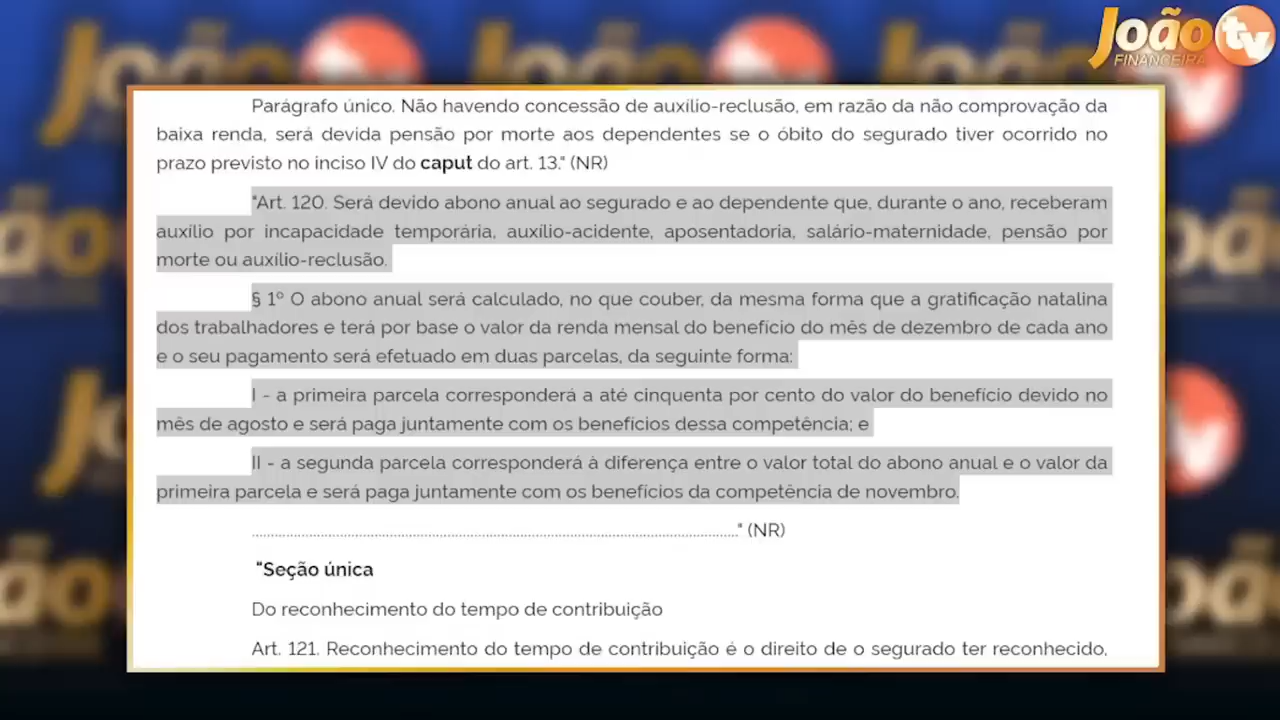 João tv
FINANCEIRA
Parágrafo único. Não havendo concessão de auxílio-reclusão, em razão da não comprovação da
baixa renda, será devida pensão por morte aos dependentes se o óbito do segurado tiver ocorrido no
prazo previsto no inciso IV do caput do art. 13." (NR)
"Art. 120. Será devido abono anual ao segurado e ao dependente que, durante o ano, receberam
auxílio por incapacidade temporária, auxílio-acidente, aposentadoria, salário-maternidade, pensão por
morte ou auxílio-reclusão.
§ 1º O abono anual será calculado, no que couber, da mesma forma que a gratificação natalina
dos trabalhadores e terá por base o valor da renda mensal do benefício do mês de dezembro de cada ano
e o seu pagamento será efetuado em duas parcelas, da seguinte forma:
I - a primeira parcela corresponderá a até cinquenta por cento do valor do benefício devido no
mês de agosto e será paga juntamente com os benefícios dessa competência; e
II - a segunda parcela corresponderá à diferença entre o valor total do abono anual e o valor da
primeira parcela e será paga juntamente com os benefícios da competência de novembro.
..................................................................................................." (NR)
"Seção única
Do reconhecimento do tempo de contribuição
Art. 121. Reconhecimento do tempo de contribuição é o direito de o segurado ter reconhecido,